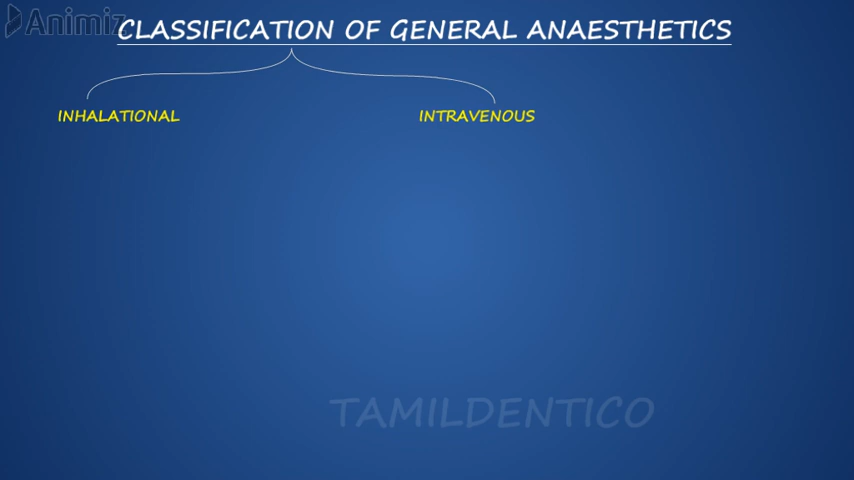 Animiz
CLASSIFICATION OF GENERAL ANAESTHETICS
INHALATIONAL
INTRAVENOUS
TAMILDENTICO